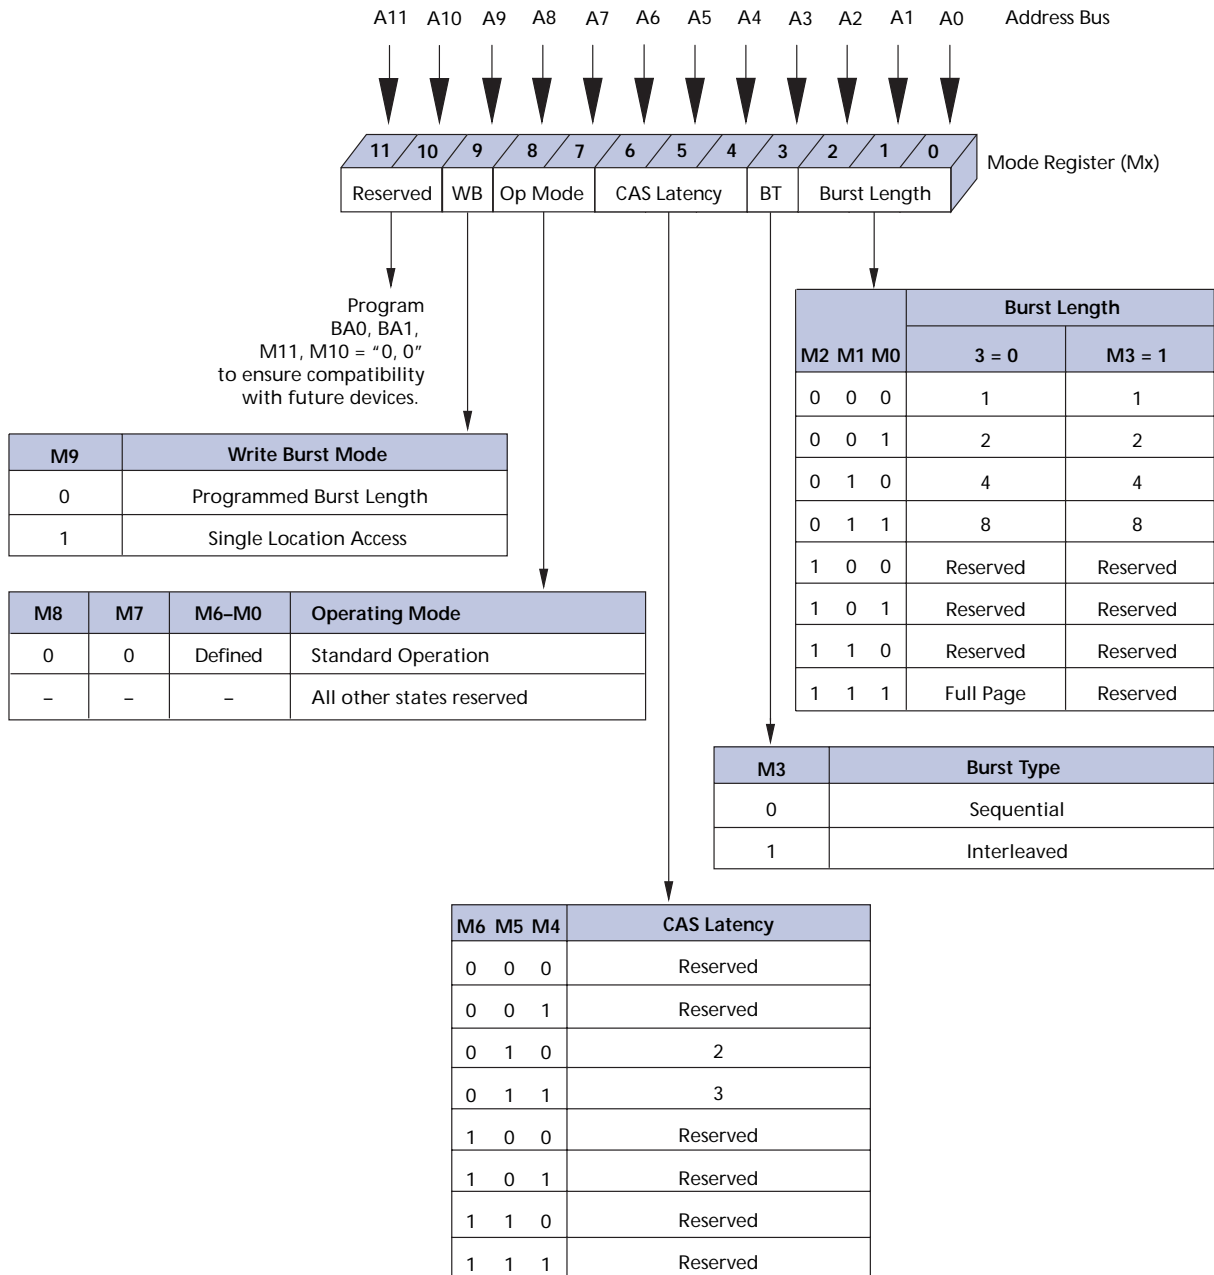 A11 A10 A9 A8 A7 A6 A5 A4 A3 A2 A1 A0 Address Bus
11 10 9 8 7 6 5 4 3 2 1 0
Mode Register (Mx)
Reserved WB Op Mode CAS Latency BT Burst Length
Program
BA0, BA1,
M11, M10 = “0, 0”
to ensure compatibility
with future devices.
Burst Length
M2 M1 M0 3 = 0 M3 = 1
0 0 0 1 1
0 0 1 2 2
0 1 0 4 4
0 1 1 8 8
1 0 0 Reserved Reserved
1 0 1 Reserved Reserved
1 1 0 Reserved Reserved
1 1 1 Full Page Reserved
M9 Write Burst Mode
0 Programmed Burst Length
1 Single Location Access
M8 M7 M6–M0 Operating Mode
0 0 Defined Standard Operation
– – – All other states reserved
M3 Burst Type
0 Sequential
1 Interleaved
M6 M5 M4 CAS Latency
0 0 0 Reserved
0 0 1 Reserved
0 1 0 2
0 1 1 3
1 0 0 Reserved
1 0 1 Reserved
1 1 0 Reserved
1 1 1 Reserved